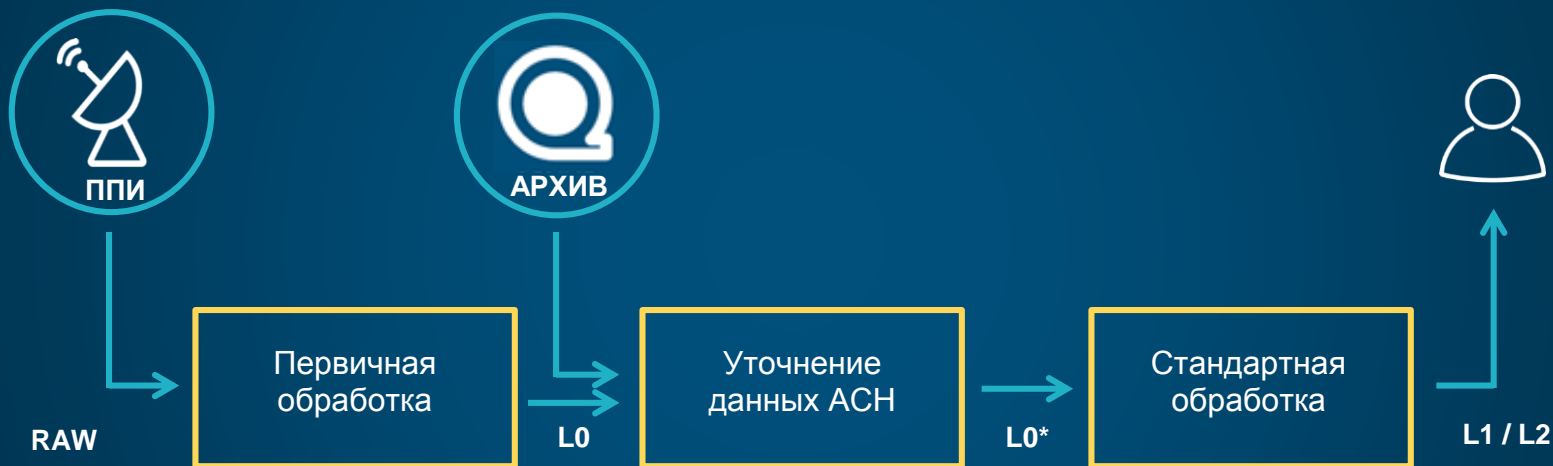 ППИ
АРХИВ
Первичная
обработка
Уточнение
данных АСН
Стандартная
обработка
RAW
L0
L0*
L1 / L2